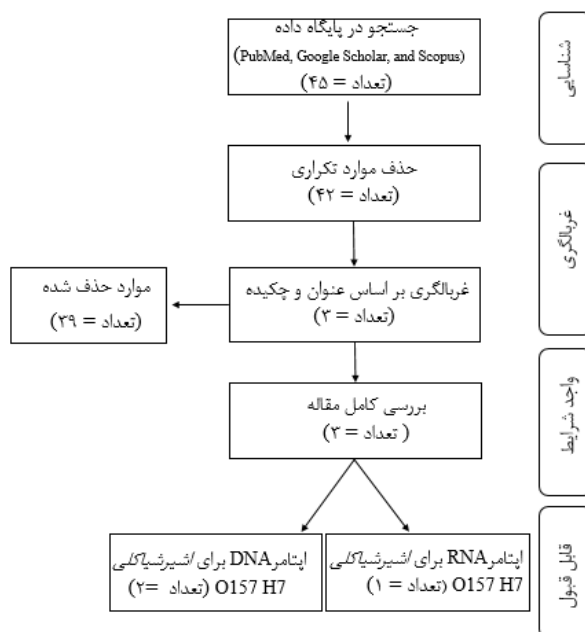 جستجو در پایگاه داده
(PubMed, Google Scholar, and Scopus)
(تعداد = ۴۵)
شناسایی
حذف موارد تکراری
(تعداد = ۴۲)
غربالگری
غربالگری بر اساس عنوان و چکیده
(تعداد = ۳)
موارد حذف شده
(تعداد = ۳۹)
بررسی کامل مقاله
( تعداد = ۳)
واجد شرایط
اپتامرRNA برای اشیرشیاکلی
O157 H7 (تعداد = ۱)
اپتامرDNA برای اشیرشیاکلی
O157 H7 (تعداد =۲)
قابل قبول